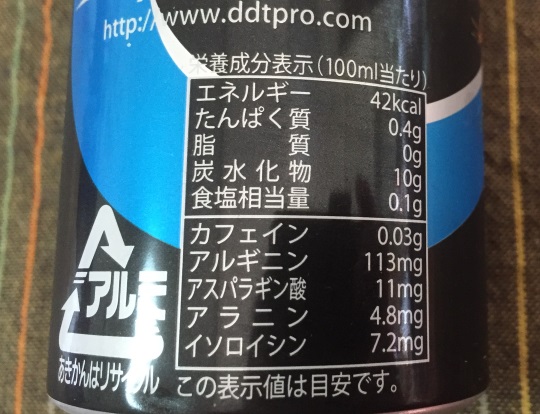 http://www.ddtpro.com
栄養成分表示(100ml当たり)
エネルギー 42kcal
たんぱく質 0.4g
脂質 0g
炭水化物 10g
食塩相当量 0.1g
カフェイン 0.03g
アルギニン 113mg
アスパラギン酸 11mg
アラニン 4.8mg
イソロイシン 7.2mg
この表示値は目安です。
アルミ
あきかんはリサイクル